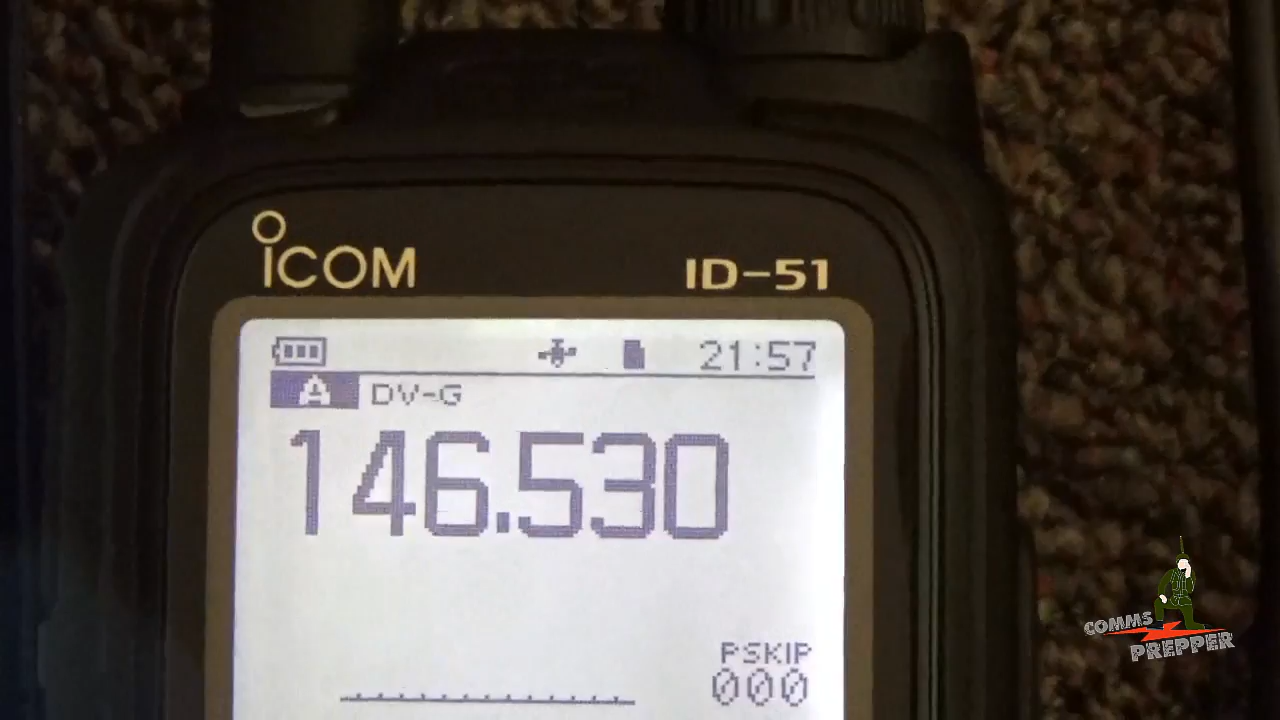 ICOM ID-51
21:57
A DV-G
146.530
PSKIP
000
COMMS
PREPPER